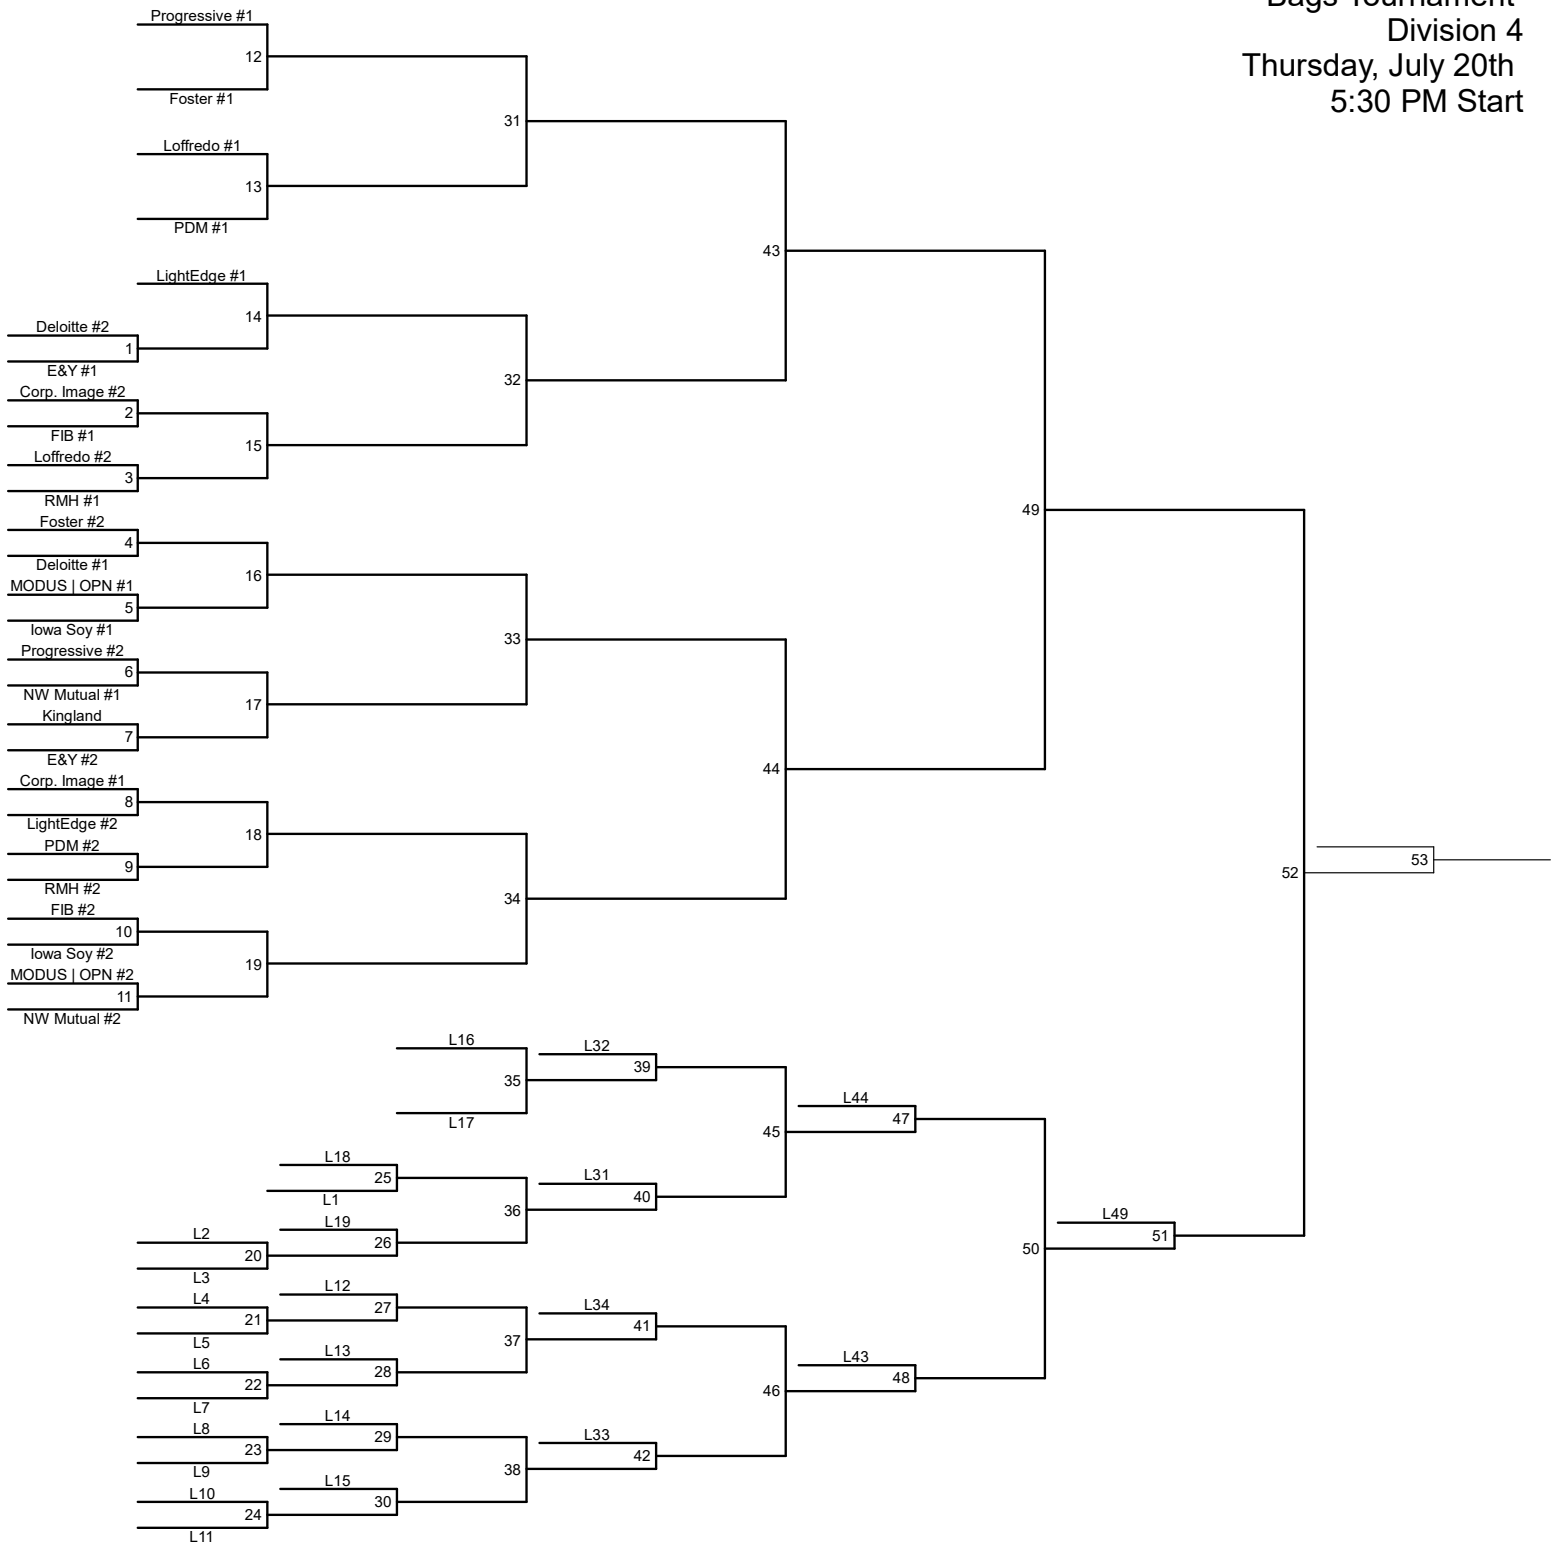 Bags Tournament
Division 4
Thursday, July 20th
5:30 PM Start
Progressive #1
12
Foster #1
31
Loffredo #1
13
PDM #1
43
LightEdge #1
14
Deloitte #2
1
E&Y #1
32
Corp. Image #2
2
FIB #1
15
Loffredo #2
3
RMH #1
49
Foster #2
4
Deloitte #1
16
MODUS | OPN #1
5
Iowa Soy #1
33
Progressive #2
6
NW Mutual #1
17
Kingland
7
E&Y #2
44
Corp. Image #1
8
LightEdge #2
18
PDM #2
9
RMH #2
34
52
53
FIB #2
10
Iowa Soy #2
19
MODUS | OPN #2
11
NW Mutual #2
L16
35
L17
L32
39
L44
47
45
L18
25
L1
L31
40
36
L19
26
L2
20
L3
L49
51
50
L4
21
L5
L12
27
L34
41
37
L6
22
L7
L13
28
L43
48
46
L8
23
L9
L14
29
L33
42
38
L10
24
L11
L15
30